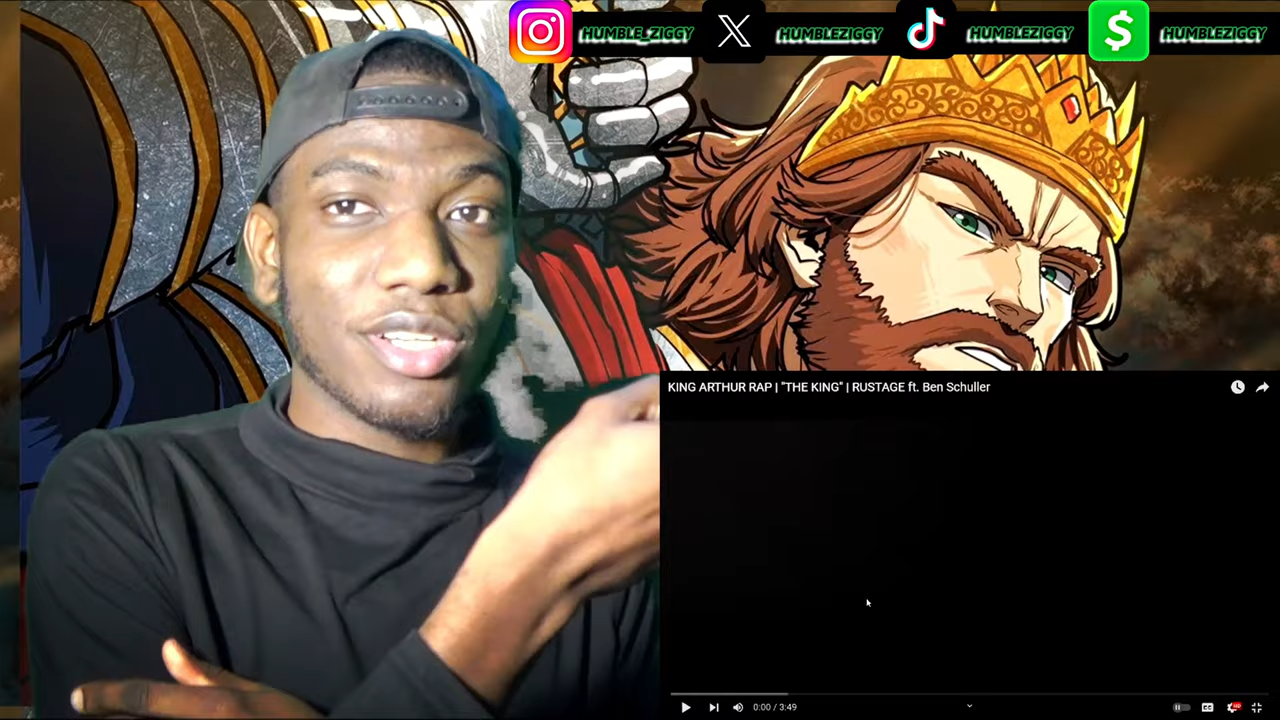 HUMBLE_ZIGGY HUMBLEZIGGY HUMBLEZIGGY HUMBLEZIGGY
KING ARTHUR RAP | "THE KING" | RUSTAGE ft. Ben Schuller
0:00 / 3:49